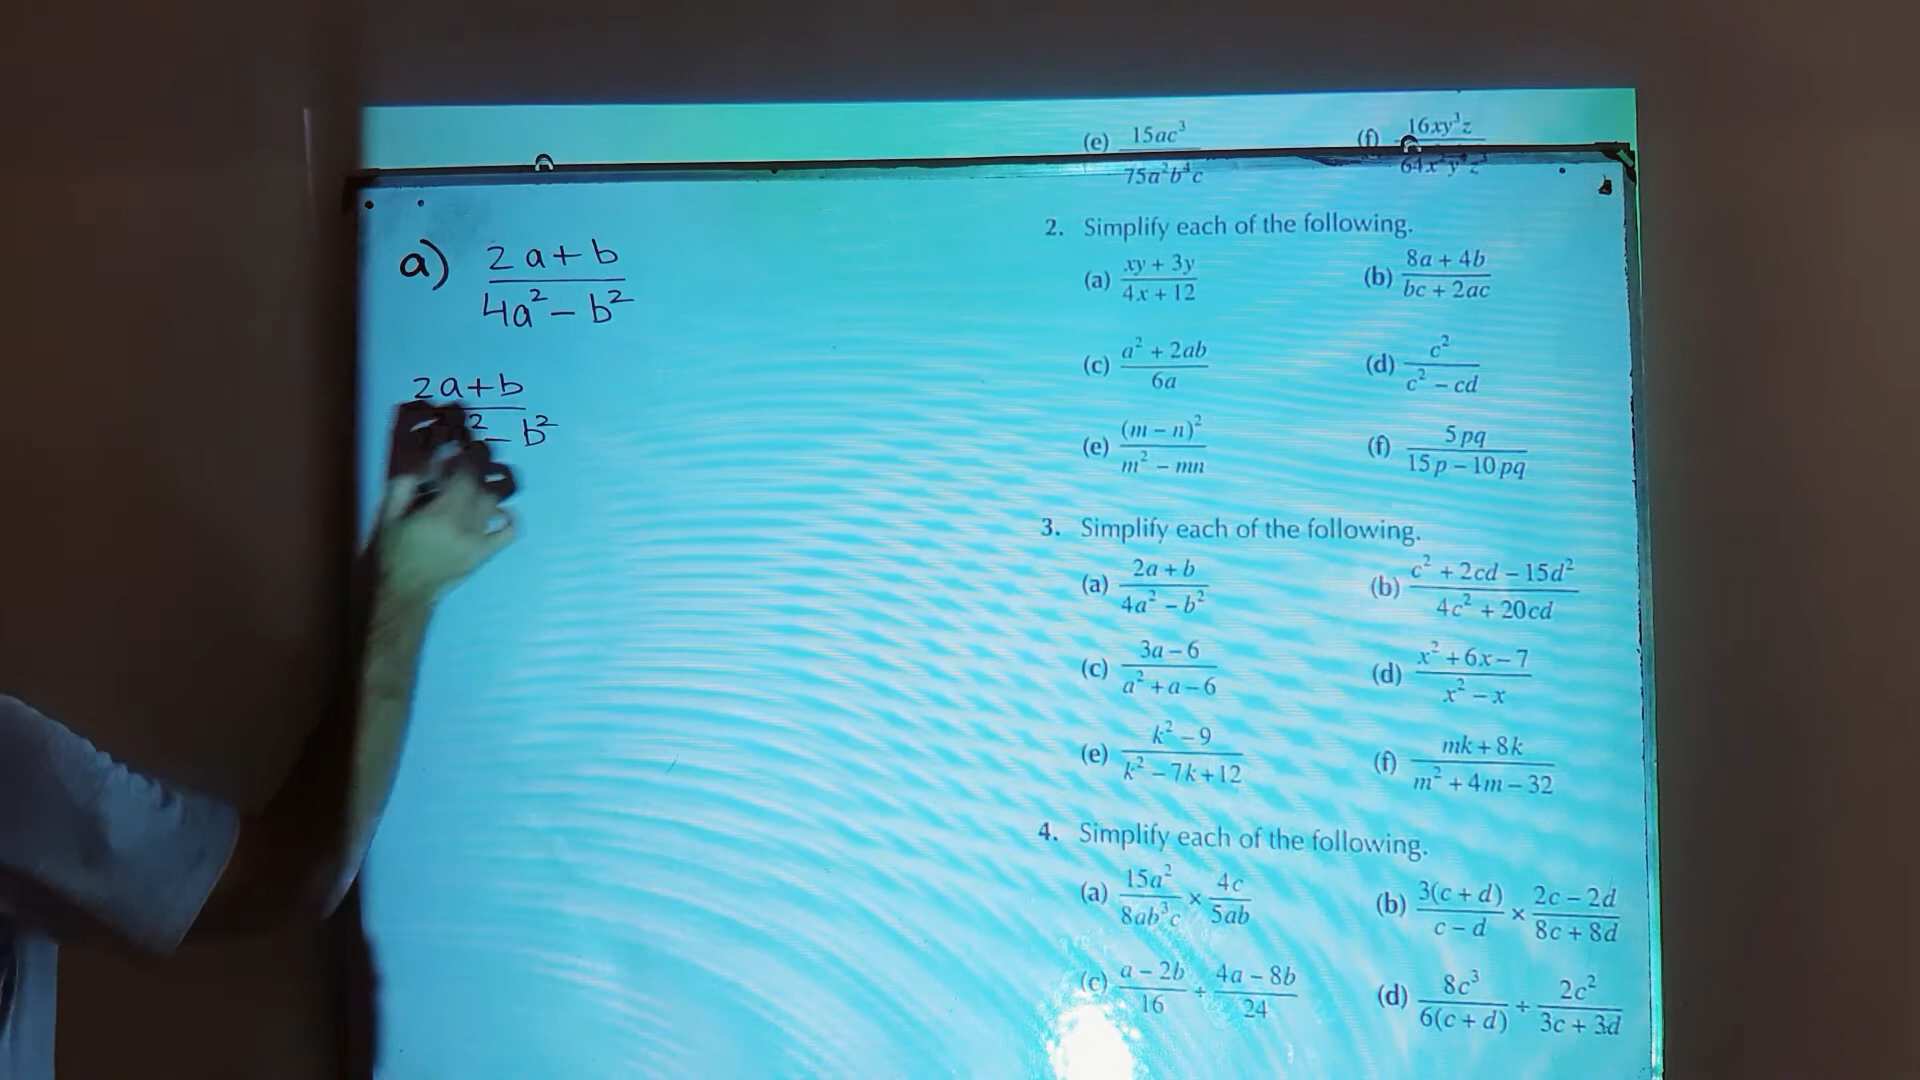 (e) 15ac³ / 75a²b⁴c (f) 16xy³z / 64x²y
2. Simplify each of the following.
(a) xy + 3y / 4x + 12 (b) 8a + 4b / bc + 2ac
(c) a² + 2ab / 6a (d) c² / c² – cd
(e) (m – n)² / m² – mn (f) 5pq / 15p – 10pq
3. Simplify each of the following.
(a) 2a + b / 4a² – b² (b) c² + 2cd – 15d² / 4c² + 20cd
(c) 3a – 6 / a² + a – 6 (d) x² + 6x – 7 / x² – x
(e) k² – 9 / k² – 7k + 12 (f) mk + 8k / m² + 4m – 32
4. Simplify each of the following.
(a) 15a² / 8ab³c × 4c / 5ab (b) 3(c + d) / c – d × 2c – 2d / 8c + 8d
(c) a – 2b / 16 ÷ 4a – 8b / 24 (d) 8c³ / 6(c + d) ÷ 2c² / 3c + 3d
a) 2a + b / 4a² – b²
2a + b
² – b²